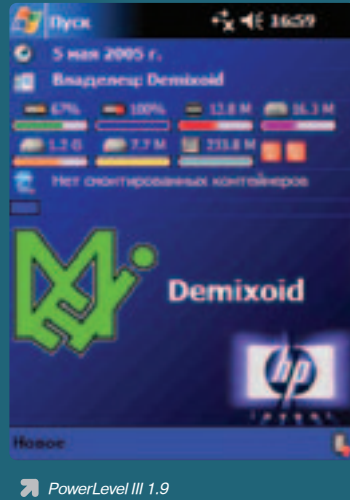 Пуск 16:59
5 мая 2005 г.
Владелец: Demixoid
67% 100% 12.8 M 16.3 M
1.2 G 7.7 M 233.8 M
Нет смонтированных контейнеров
Demixoid
hp
invent
Новое
PowerLevel III 1.9